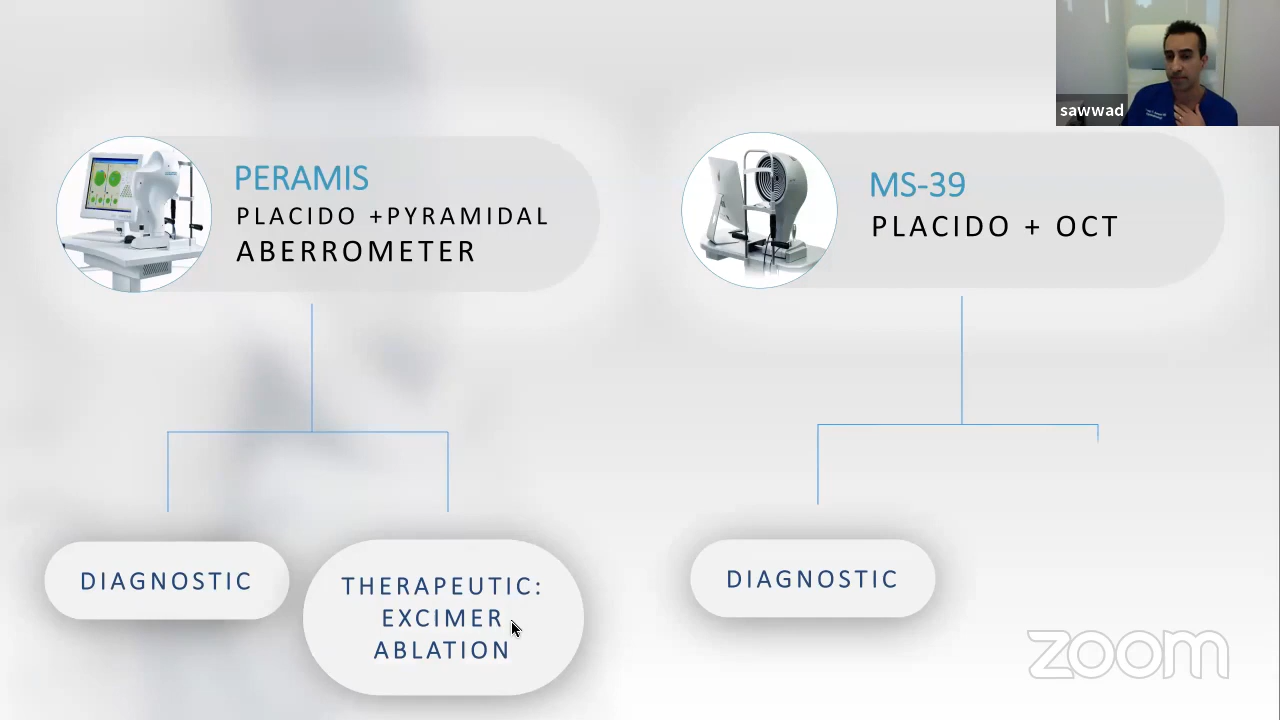 sawwad
PERAMIS
PLACIDO +PYRAMIDAL
ABERROMETER
MS-39
PLACIDO + OCT
DIAGNOSTIC
THERAPEUTIC:
EXCIMER
ABLATION
DIAGNOSTIC
zoom